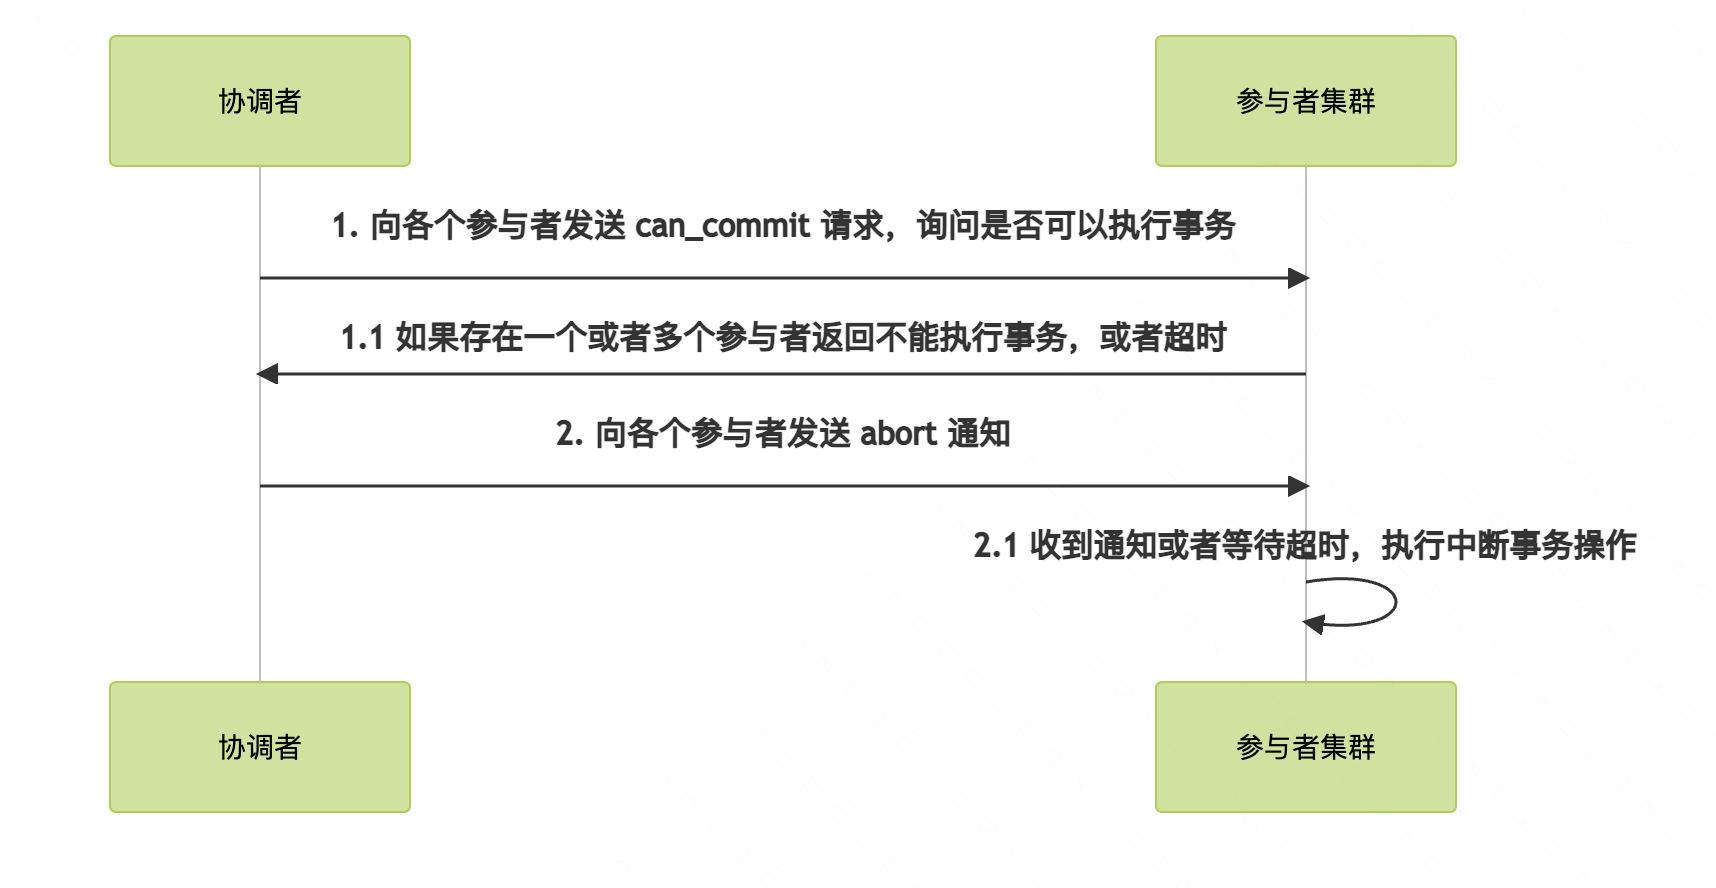 协调者
参与者集群
1. 向各个参与者发送 can_commit 请求，询问是否可以执行事务
1.1 如果存在一个或者多个参与者返回不能执行事务，或者超时
2. 向各个参与者发送 abort 通知
2.1 收到通知或者等待超时，执行中断事务操作
协调者
参与者集群